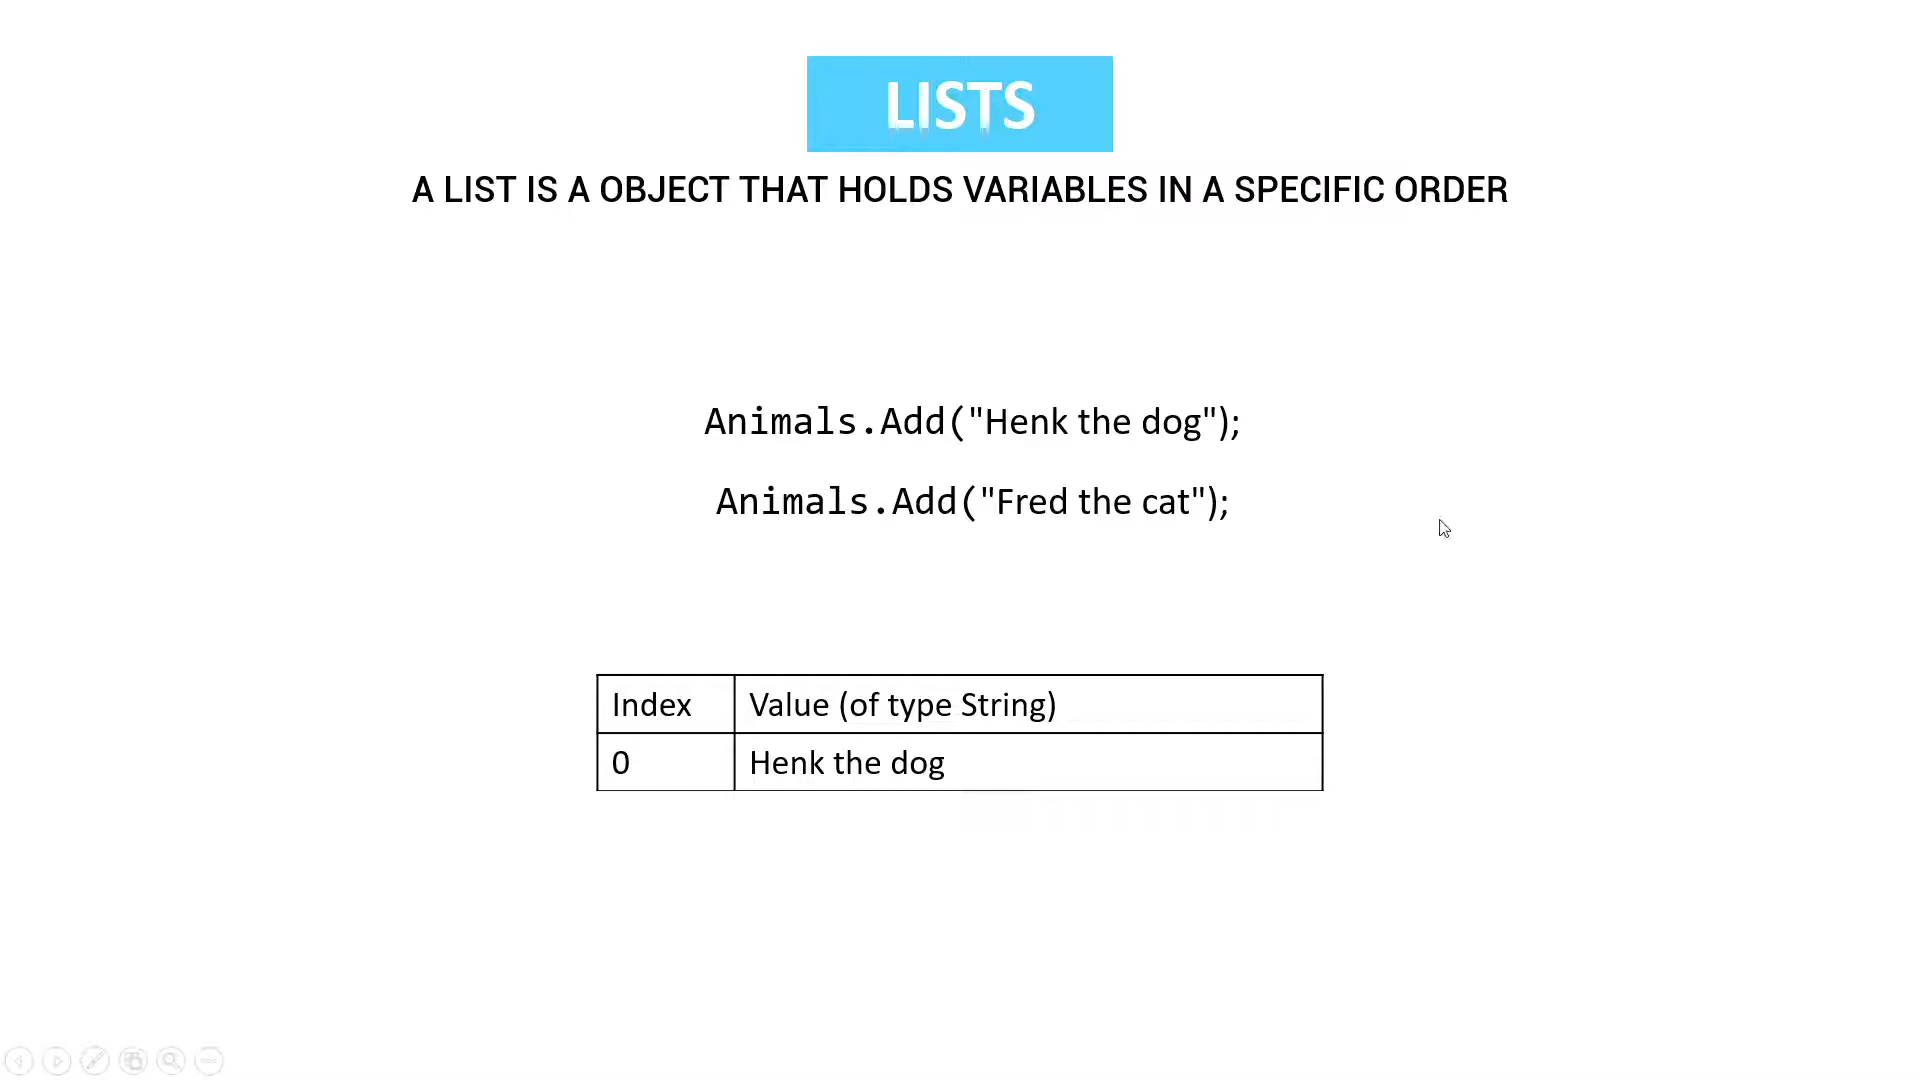 LISTS
A LIST IS A OBJECT THAT HOLDS VARIABLES IN A SPECIFIC ORDER
Animals.Add("Henk the dog");
Animals.Add("Fred the cat");
Index Value (of type String)
0 Henk the dog